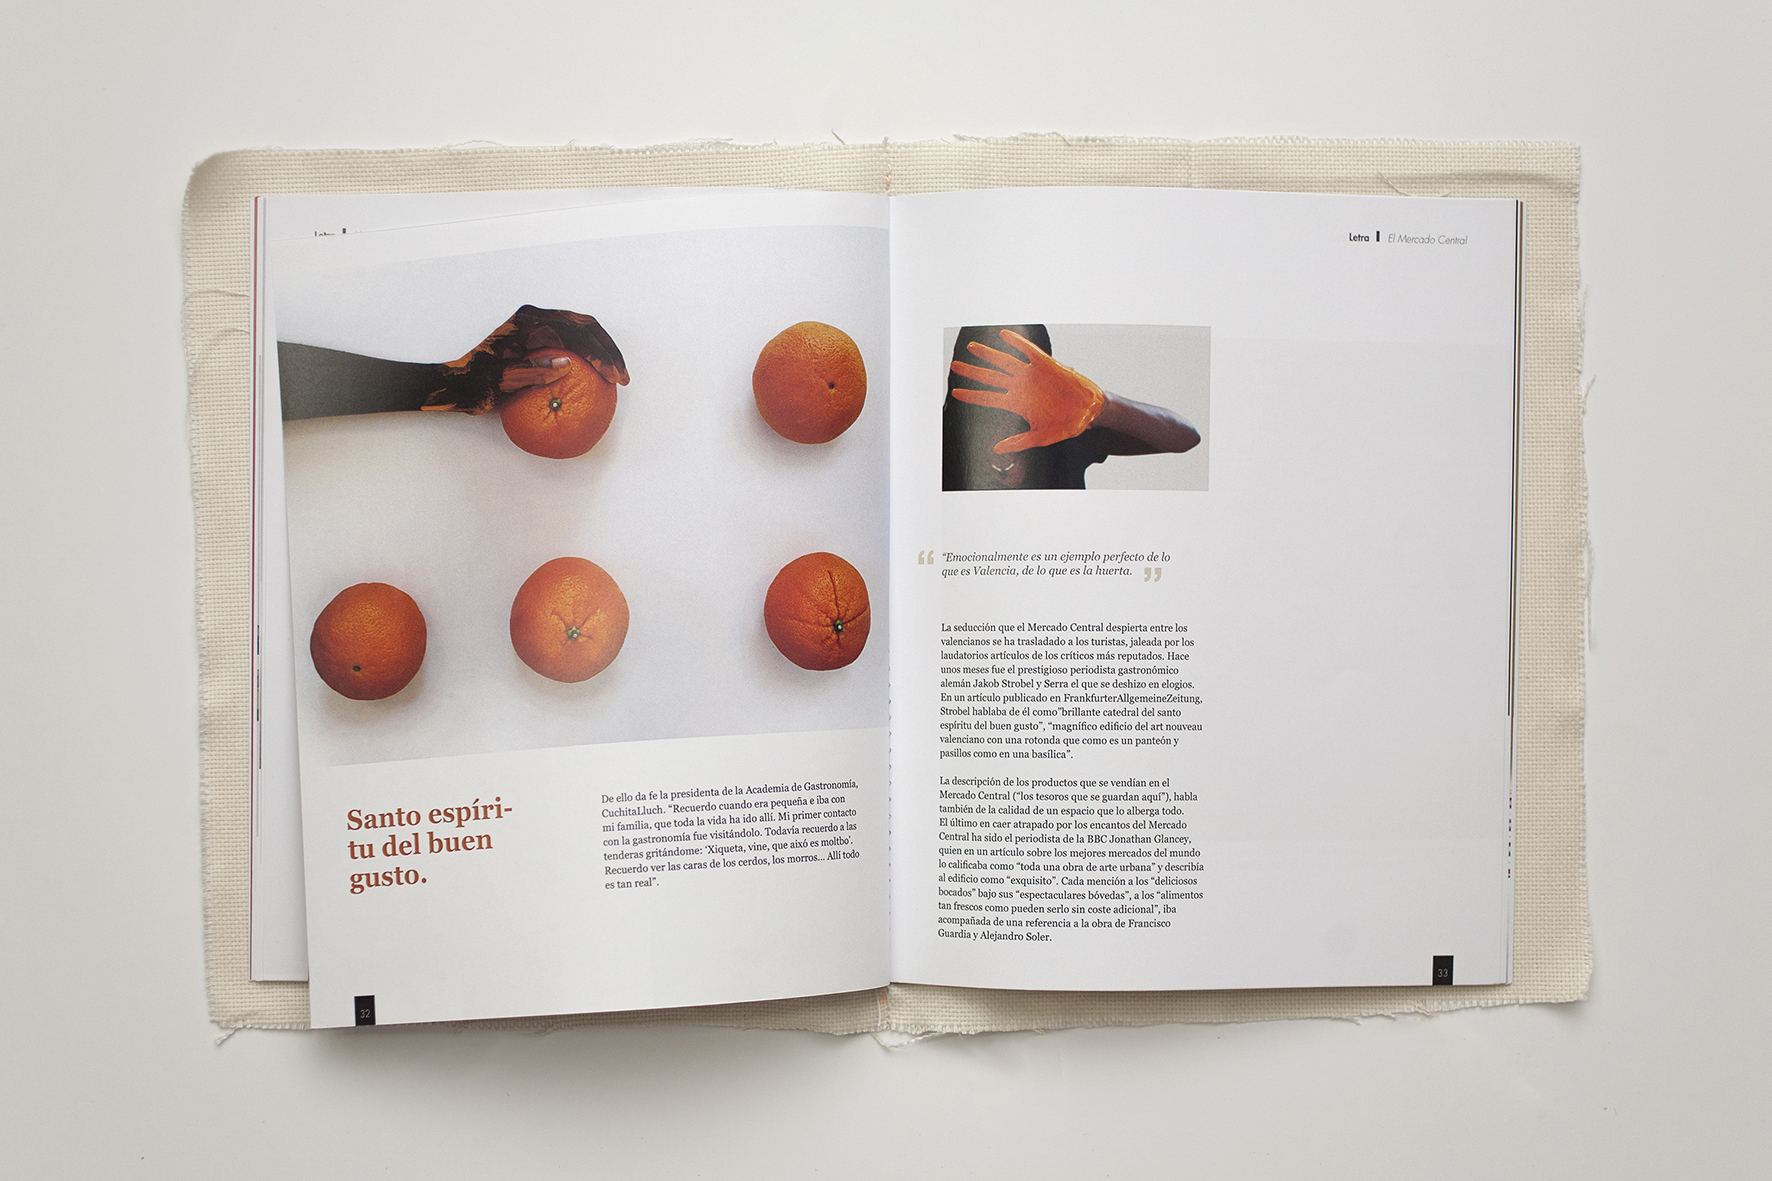 Santo espíri-
tu del buen
gusto.
De ello da fe la presidenta de la Academia de Gastronomía,
CuchitaLluch. “Recuerdo cuando era pequeña e iba con
mi familia, que toda la vida ha ido allí. Mi primer contacto
con la gastronomía fue visitándolo. Todavía recuerdo a las
tenderas gritándome: ‘Xiqueta, vine, que aixó es moltbo’.
Recuerdo ver las caras de los cerdos, los morros... Allí todo
es tan real”.
32
Letra El Mercado Central
“Emocionalmente es un ejemplo perfecto de lo
que es Valencia, de lo que es la huerta.
La seducción que el Mercado Central despierta entre los
valencianos se ha trasladado a los turistas, jaleada por los
laudatorios artículos de los críticos más reputados. Hace
unos meses fue el prestigioso periodista gastronómico
alemán Jakob Strobel y Serra el que se deshizo en elogios.
En un artículo publicado en FrankfurterAllgemeineZeitung,
Strobel hablaba de él como”brillante catedral del santo
espíritu del buen gusto”, “magnífico edificio del art nouveau
valenciano con una rotonda que como es un panteón y
pasillos como en una basílica”.
La descripción de los productos que se vendían en el
Mercado Central (“los tesoros que se guardan aquí”), habla
también de la calidad de un espacio que lo alberga todo.
El último en caer atrapado por los encantos del Mercado
Central ha sido el periodista de la BBC Jonathan Glancey,
quien en un artículo sobre los mejores mercados del mundo
lo calificaba como “toda una obra de arte urbana” y describía
al edificio como “exquisito”. Cada mención a los “deliciosos
bocados” bajo sus “espectaculares bóvedas”, a los “alimentos
tan frescos como pueden serlo sin coste adicional”, iba
acompañada de una referencia a la obra de Francisco
Guardia y Alejandro Soler.
33